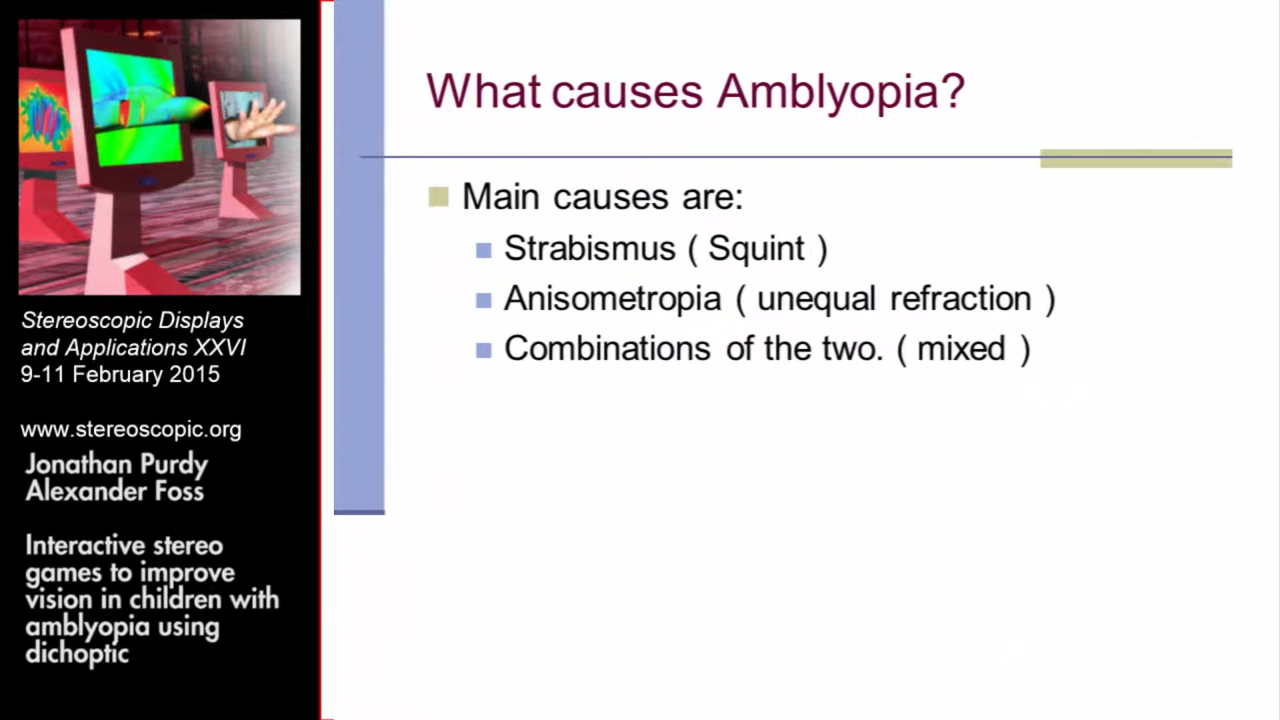 Stereoscopic Displays
and Applications XXVI
9-11 February 2015
www.stereoscopic.org
Jonathan Purdy
Alexander Foss
Interactive stereo
games to improve
vision in children with
amblyopia using
dichoptic
What causes Amblyopia?
Main causes are:
Strabismus ( Squint )
Anisometropia ( unequal refraction )
Combinations of the two. ( mixed )